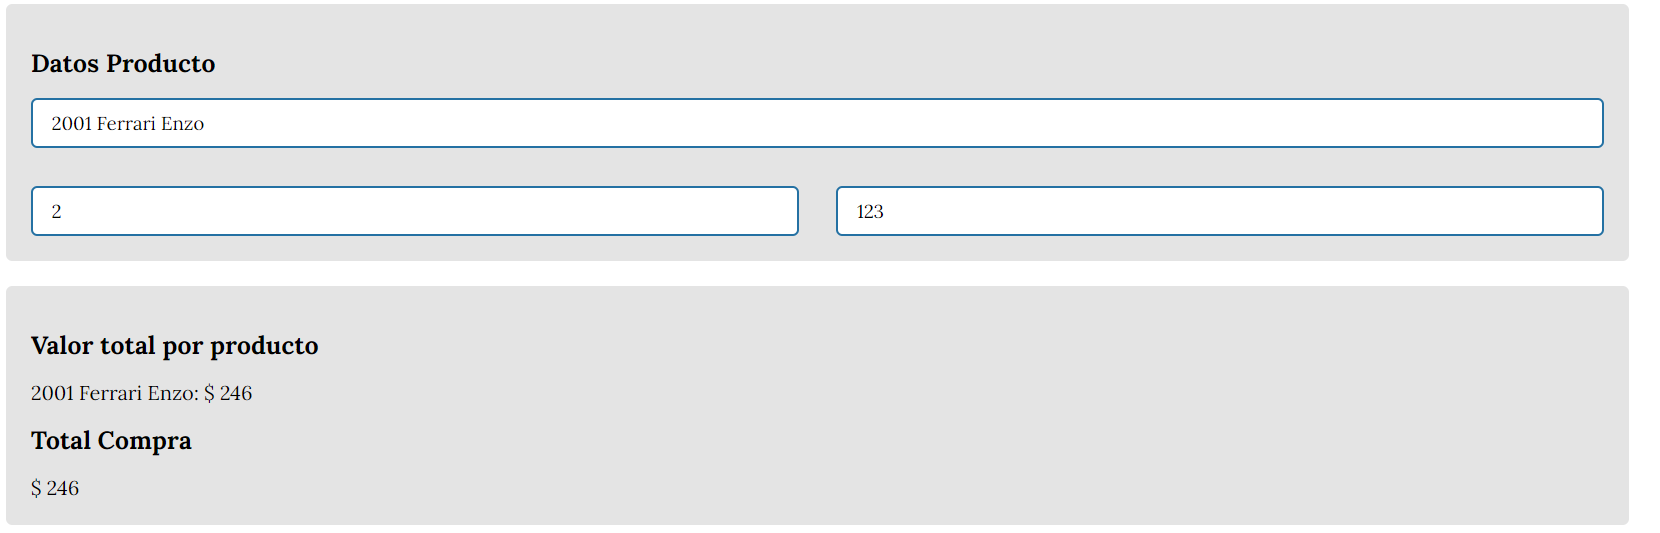 Datos Producto
2001 Ferrari Enzo
2
123
Valor total por producto
2001 Ferrari Enzo: $ 246
Total Compra
$ 246